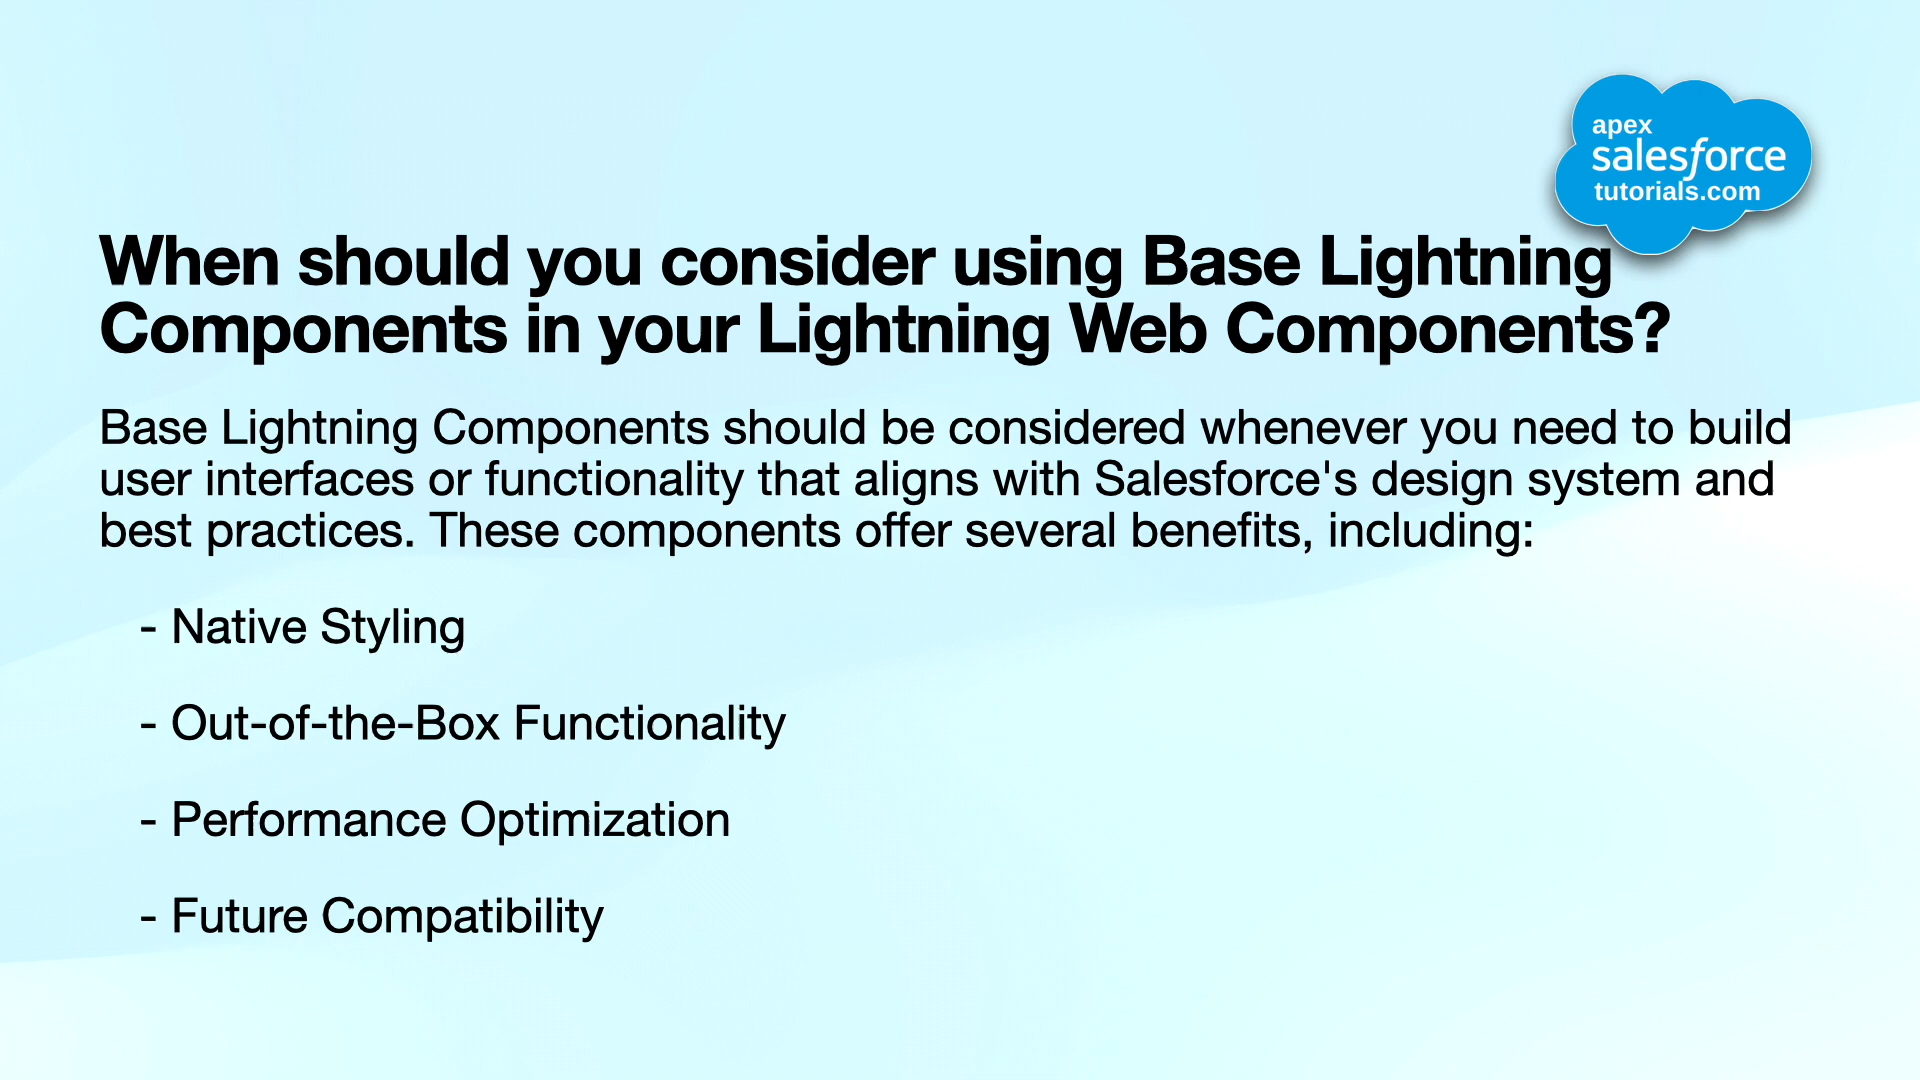 apex
salesforce
tutorials.com
When should you consider using Base Lightning
Components in your Lightning Web Components?
Base Lightning Components should be considered whenever you need to build
user interfaces or functionality that aligns with Salesforce's design system and
best practices. These components offer several benefits, including:
- Native Styling
- Out-of-the-Box Functionality
- Performance Optimization
- Future Compatibility